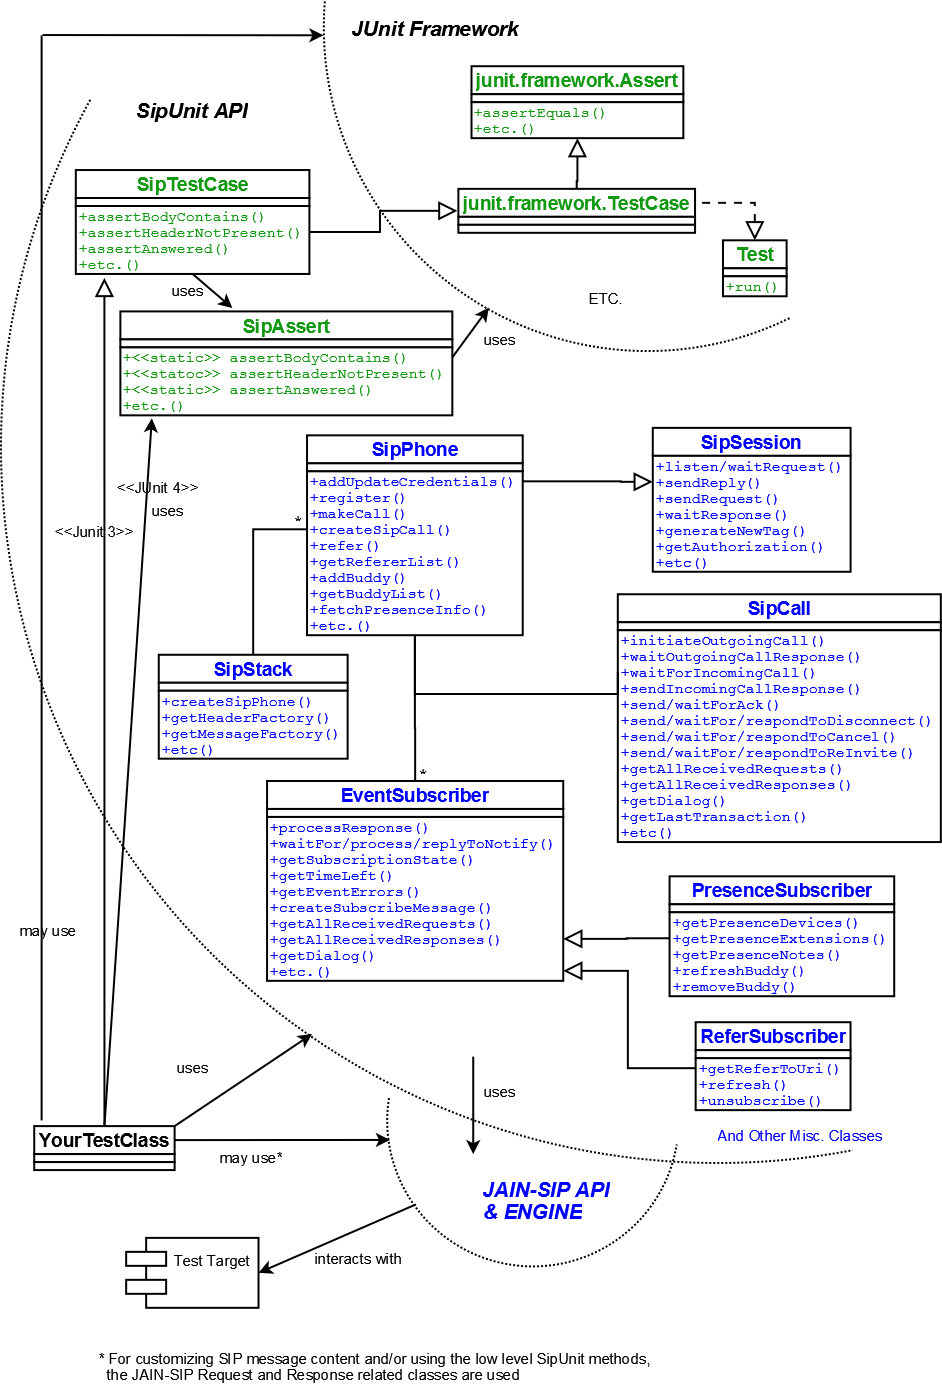 JUnit Framework
junit.framework.Assert
+assertEquals()
+etc.()
SipUnit API
SipTestCase
+assertBodyContains()
+assertHeaderNotPresent()
+assertAnswered()
+etc.()
junit.framework.TestCase
Test
+run()
uses
ETC.
SipAssert
+<<static>> assertBodyContains()
+<<statoc>> assertHeaderNotPresent()
+<<static>> assertAnswered()
+etc.()
uses
SipPhone
+addUpdateCredentials()
+register()
+makeCall()
+createSipCall()
+refer()
+getRefererList()
+addBuddy()
+getBuddyList()
+fetchPresenceInfo()
+etc.()
SipSession
+listen/waitRequest()
+sendReply()
+sendRequest()
+waitResponse()
+generateNewTag()
+getAuthorization()
+etc()
<<JUnit 4>>
uses
<<Junit 3>>
*
SipCall
+initiateOutgoingCall()
+waitOutgoingCallResponse()
+waitForIncomingCall()
+sendIncomingCallResponse()
+send/waitForAck()
+send/waitFor/respondToDisconnect()
+send/waitFor/respondToCancel()
+send/waitFor/respondToReInvite()
+getAllReceivedRequests()
+getAllReceivedResponses()
+getDialog()
+getLastTransaction()
+etc()
SipStack
+createSipPhone()
+getHeaderFactory()
+getMessageFactory()
+etc()
*
EventSubscriber
+processResponse()
+waitFor/process/replyToNotify()
+getSubscriptionState()
+getTimeLeft()
+getEventErrors()
+createSubscribeMessage()
+getAllReceivedRequests()
+getAllReceivedResponses()
+getDialog()
+etc.()
PresenceSubscriber
+getPresenceDevices()
+getPresenceExtensions()
+getPresenceNotes()
+refreshBuddy()
+removeBuddy()
may use
ReferSubscriber
+getReferToUri()
+refresh()
+unsubscribe()
uses
uses
YourTestClass
And Other Misc. Classes
may use*
JAIN-SIP API
& ENGINE
Test Target
interacts with
* For customizing SIP message content and/or using the low level SipUnit methods,
the JAIN-SIP Request and Response related classes are used